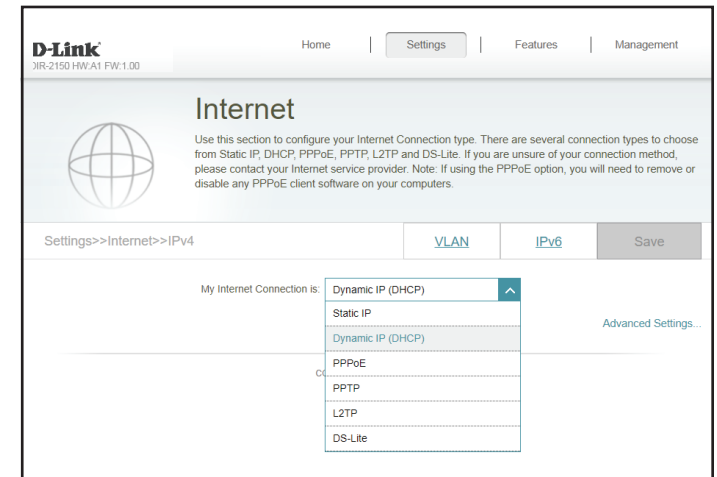 D-Link
DIR-2150 HW:A1 FW:1.00
Home
Settings
Features
Management
Internet
Use this section to configure your Internet Connection type. There are several connection types to choose
from Static IP, DHCP, PPPoE, PPTP, L2TP and DS-Lite. If you are unsure of your connection method,
please contact your Internet service provider. Note: If using the PPPoE option, you will need to remove or
disable any PPPoE client software on your computers.
Settings>>Internet>>IPv4
VLAN
IPv6
Save
My Internet Connection is:
Dynamic IP (DHCP)
Static IP
Advanced Settings...
Dynamic IP (DHCP)
PPPoE
PPTP
L2TP
DS-Lite